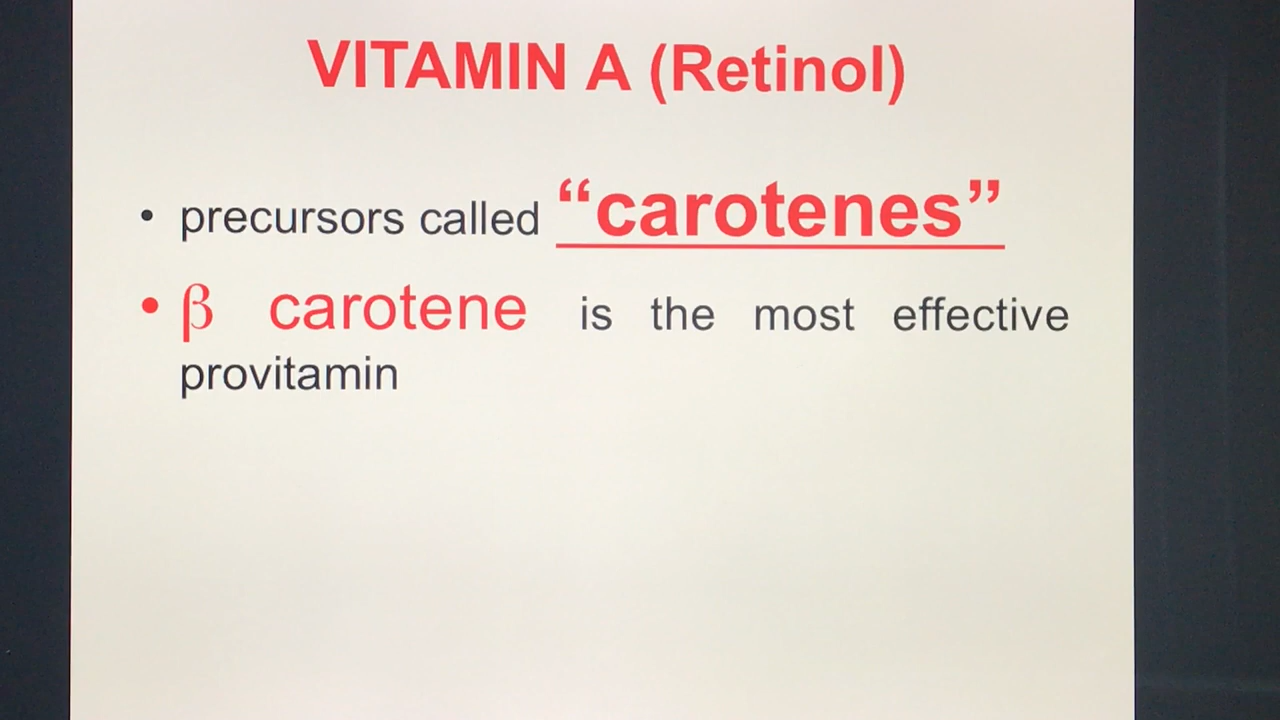 VITAMIN A (Retinol)
• precursors called “carotenes”
• β carotene is the most effective
provitamin